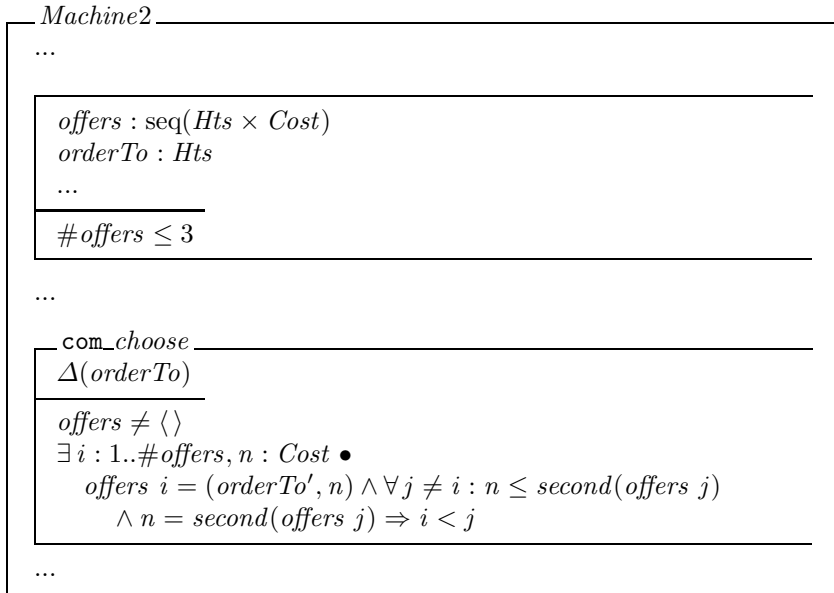 Machine2
...
offers : seq(Hts × Cost)
orderTo : Hts
...
#offers ≤ 3
...
com_choose
Δ(orderTo)
offers ≠ ⟨ ⟩
∃ i : 1..#offers, n : Cost •
offers i = (orderTo′, n) ∧ ∀ j ≠ i : n ≤ second(offers j)
∧ n = second(offers j) ⇒ i < j
...